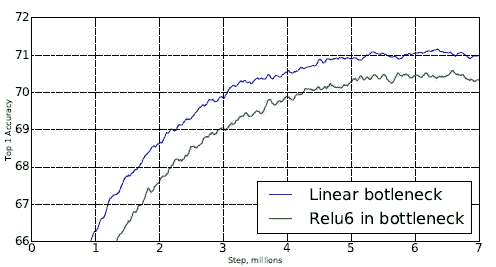 72
71
70
69
68
67
66
Top 1 Accuracy
0 1 2 3 4 5 6 7
Step, millions
Linear botleneck
Relu6 in bottleneck